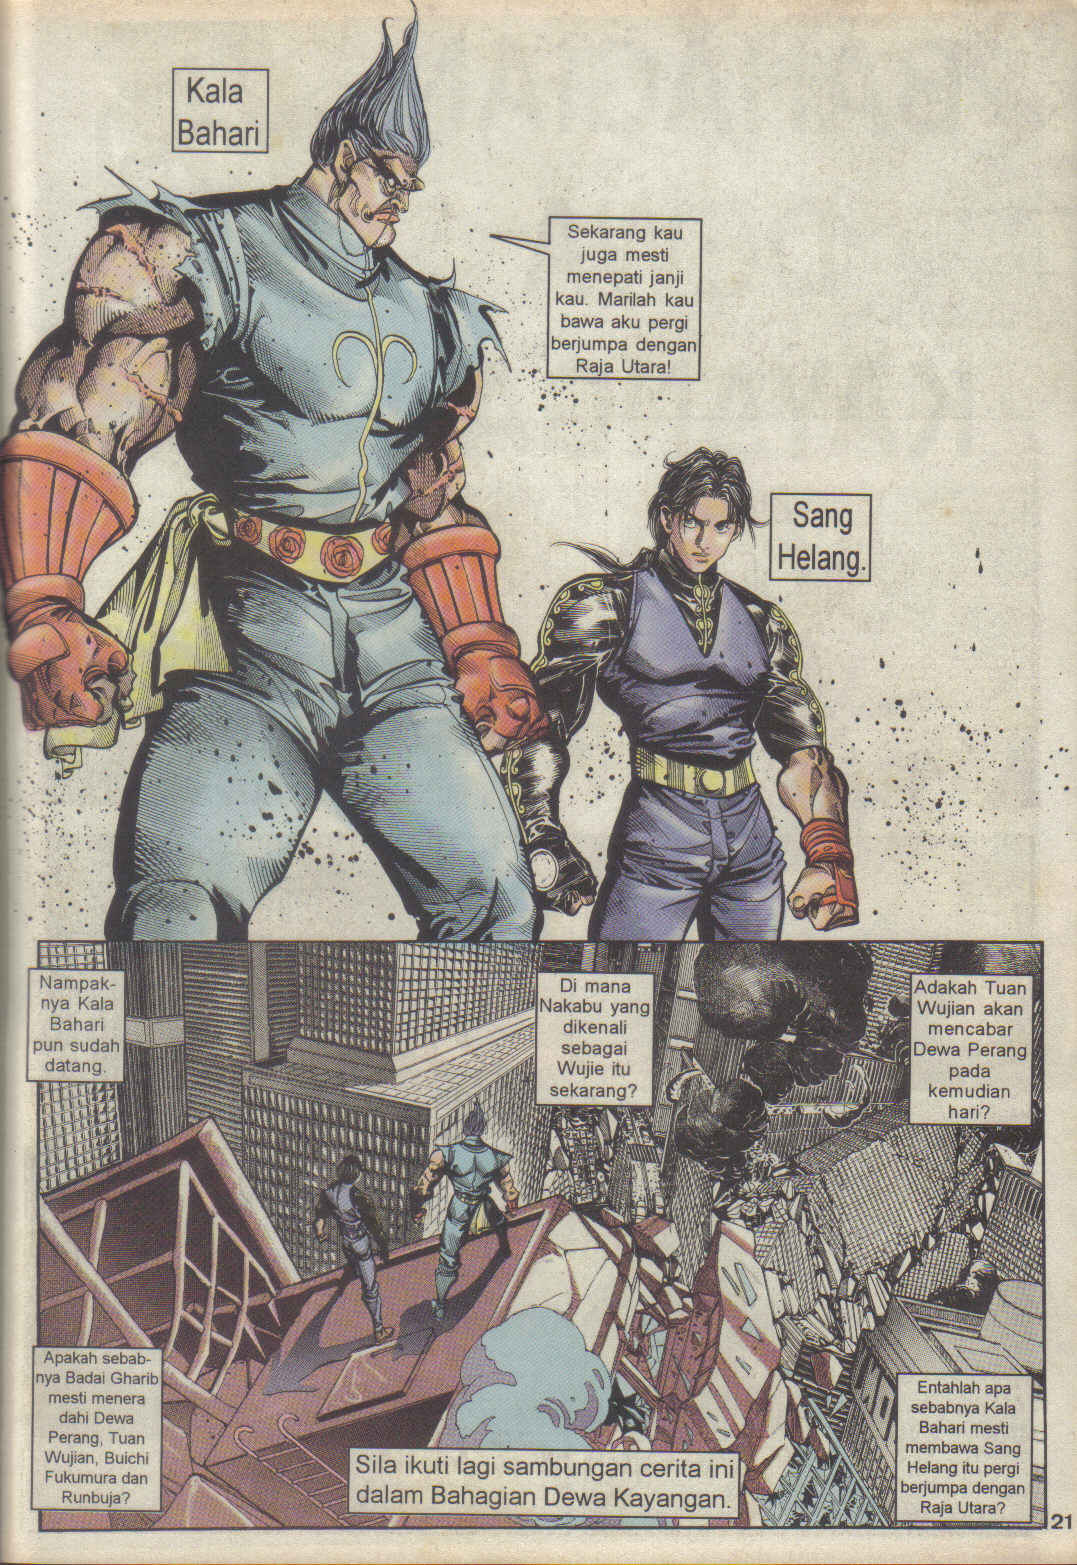 Kala
Bahari
Sekarang kau
juga mesti
menepati janji
kau. Marilah kau
bawa aku pergi
berjumpa dengan
Raja Utara!
Sang
Helang.
Nampak-
nya Kala
Bahari
pun sudah
datang.
Di mana
Nakabu yang
dikenali
sebagai
Wujie itu
sekarang?
Adakah Tuan
Wujian akan
mencabar
Dewa Perang
pada
kemudian
hari?
Apakah sebab-
nya Badai Gharib
mesti menera
dahi Dewa
Perang, Tuan
Wujian, Buichi
Fukumura dan
Runbuja?
Sila ikuti lagi sambungan cerita ini
dalam Bahagian Dewa Kayangan.
Entahlah apa
sebabnya Kala
Bahari mesti
membawa Sang
Helang itu pergi
berjumpa dengan
Raja Utara?
21